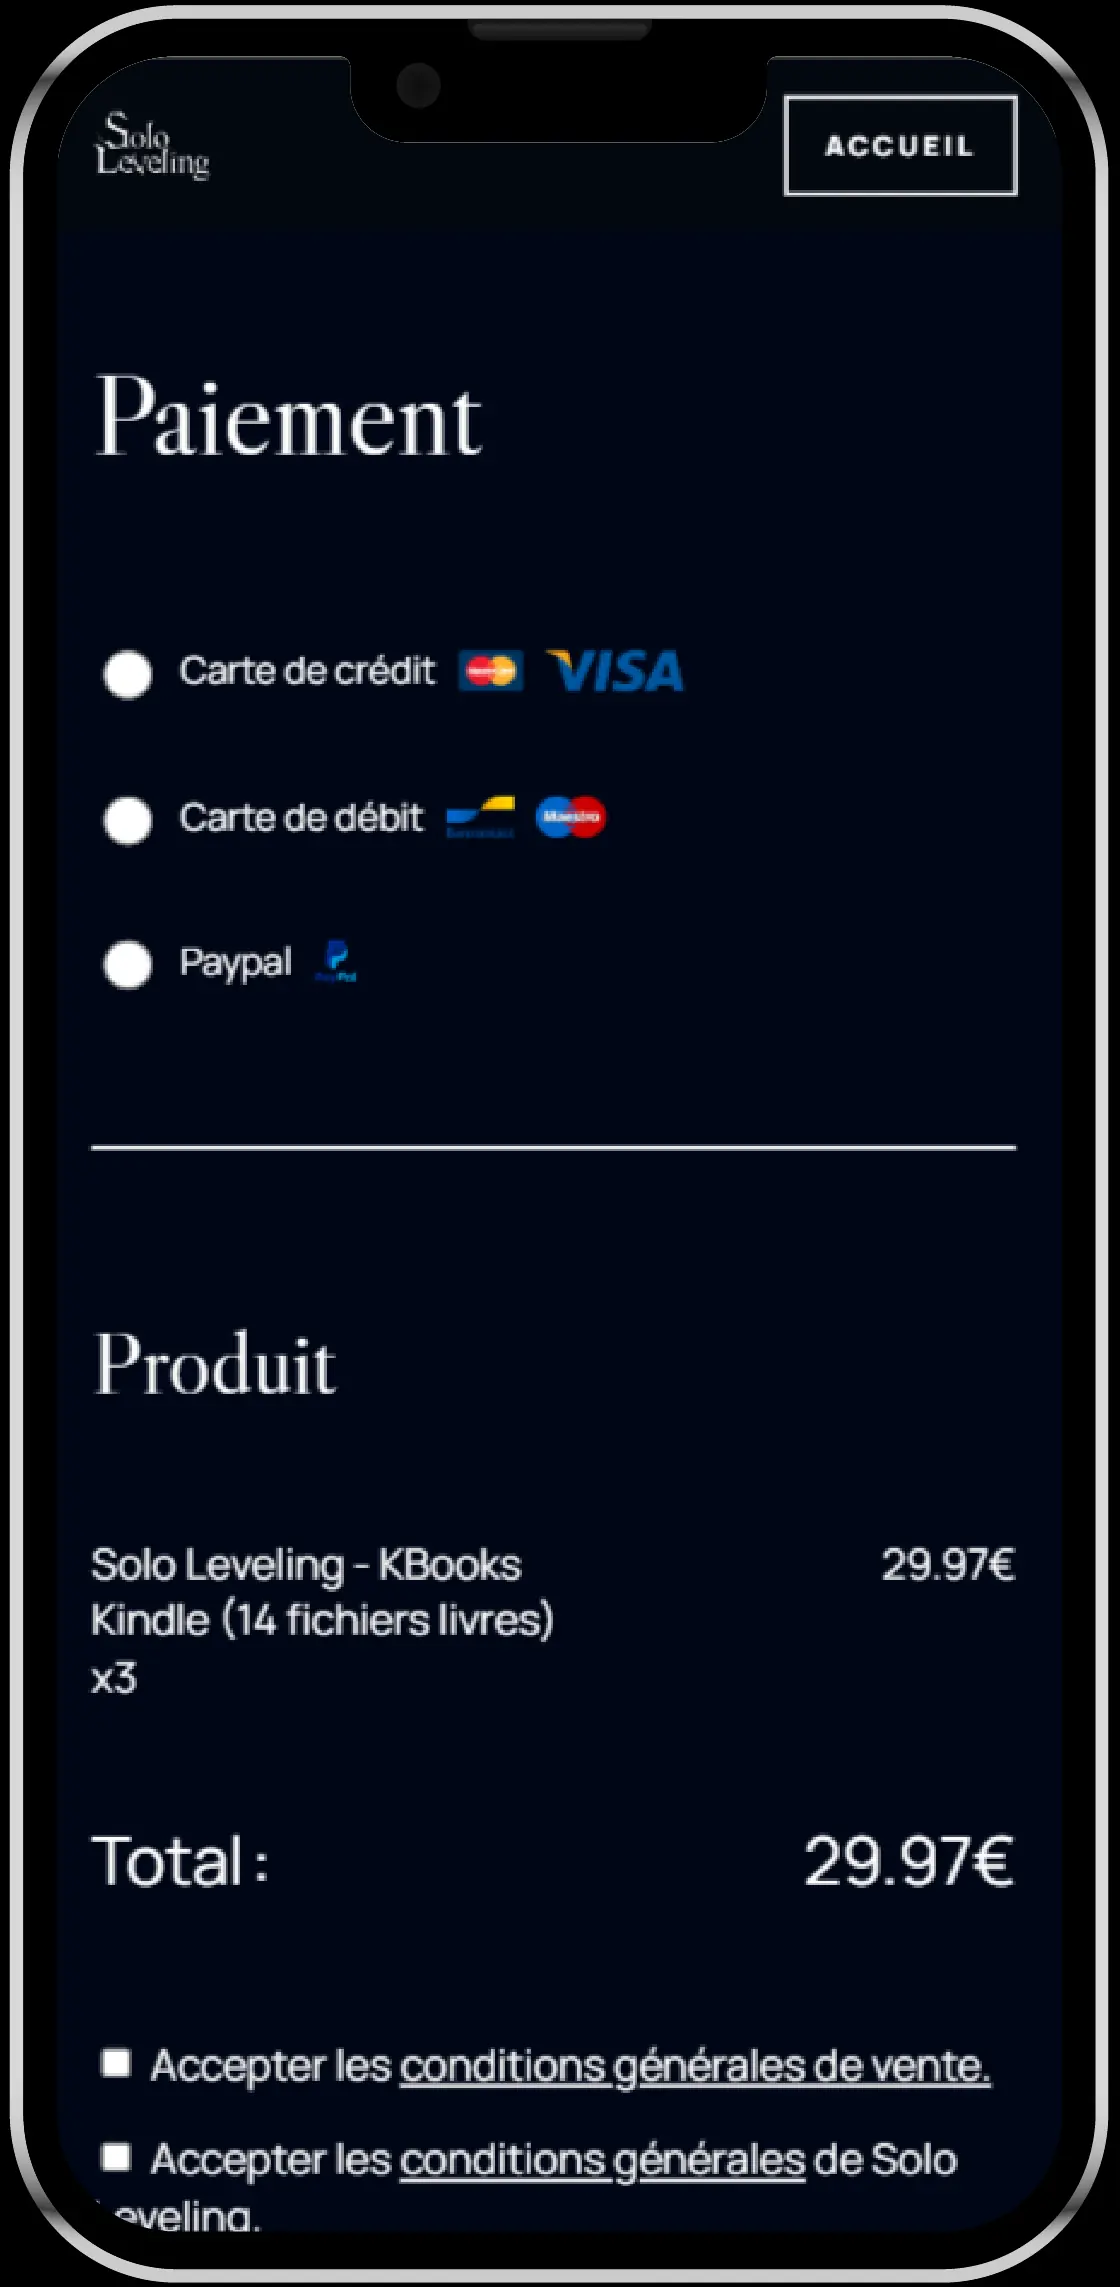 Solo
Leveling
ACCUEIL
Paiement
Carte de crédit VISA
Carte de débit Maestro
Paypal PayPal
Produit
Solo Leveling - KBooks 29.97€
Kindle (14 fichiers livres)
x3
Total : 29.97€
Accepter les conditions générales de vente.
Accepter les conditions générales de Solo
Leveling.